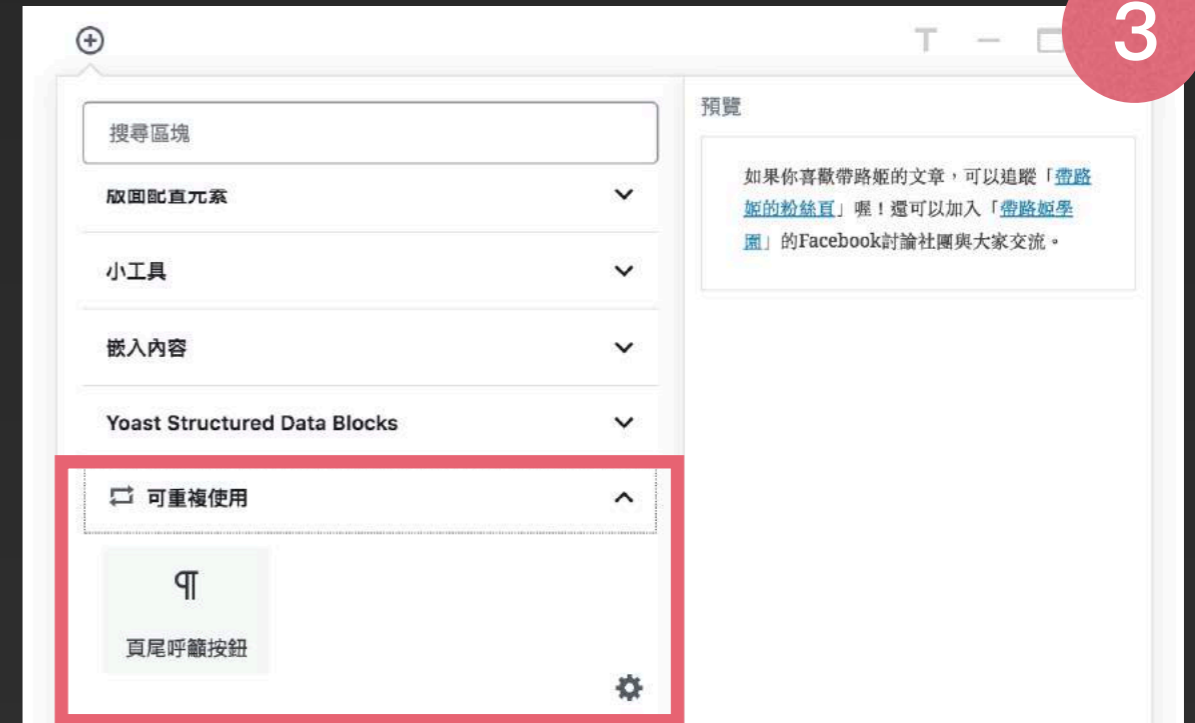 3
T
搜尋區塊
預覽
版面配置元素
如果你喜歡帶路姬的文章，可以追蹤「帶路
姬的粉絲頁」喔！還可以加入「帶路姬學
園」的Facebook討論社團與大家交流。
小工具
嵌入內容
Yoast Structured Data Blocks
可重複使用
¶
頁尾呼籲按鈕